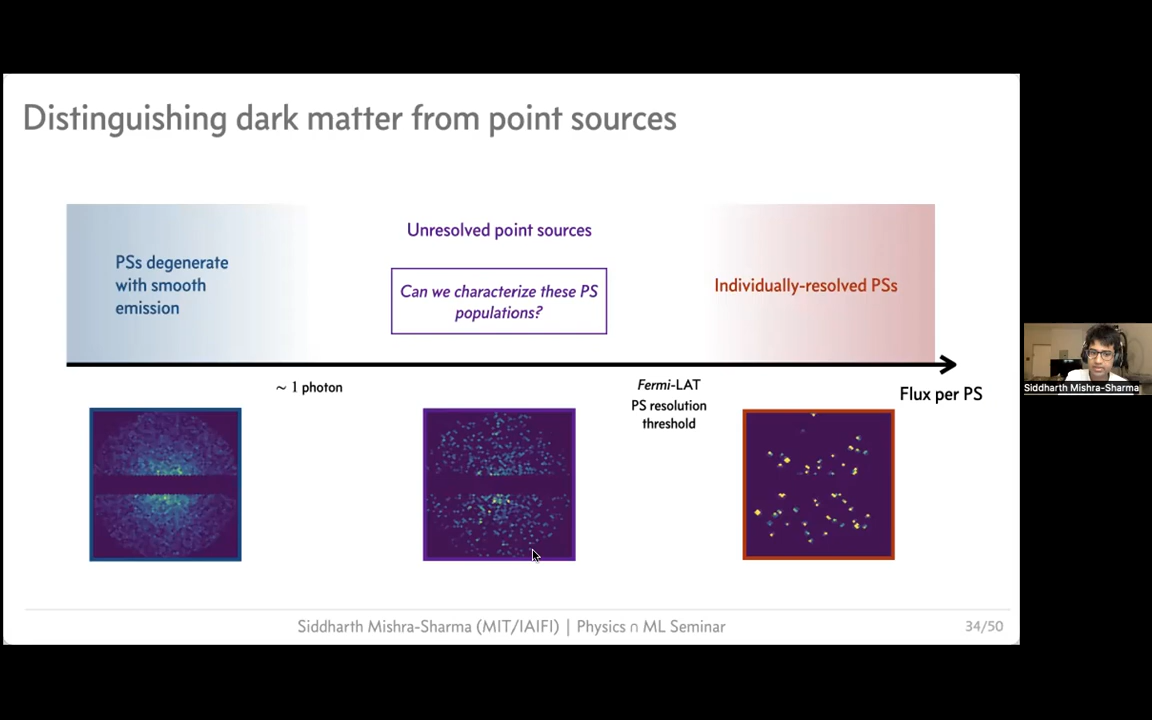 Distinguishing dark matter from point sources
PSs degenerate
with smooth
emission
Unresolved point sources
Can we characterize these PS
populations?
Individually-resolved PSs
~ 1 photon
Fermi-LAT
PS resolution
threshold
Flux per PS
Siddharth Mishra-Sharma
Siddharth Mishra-Sharma (MIT/IAIFI) | Physics ∩ ML Seminar
34/50